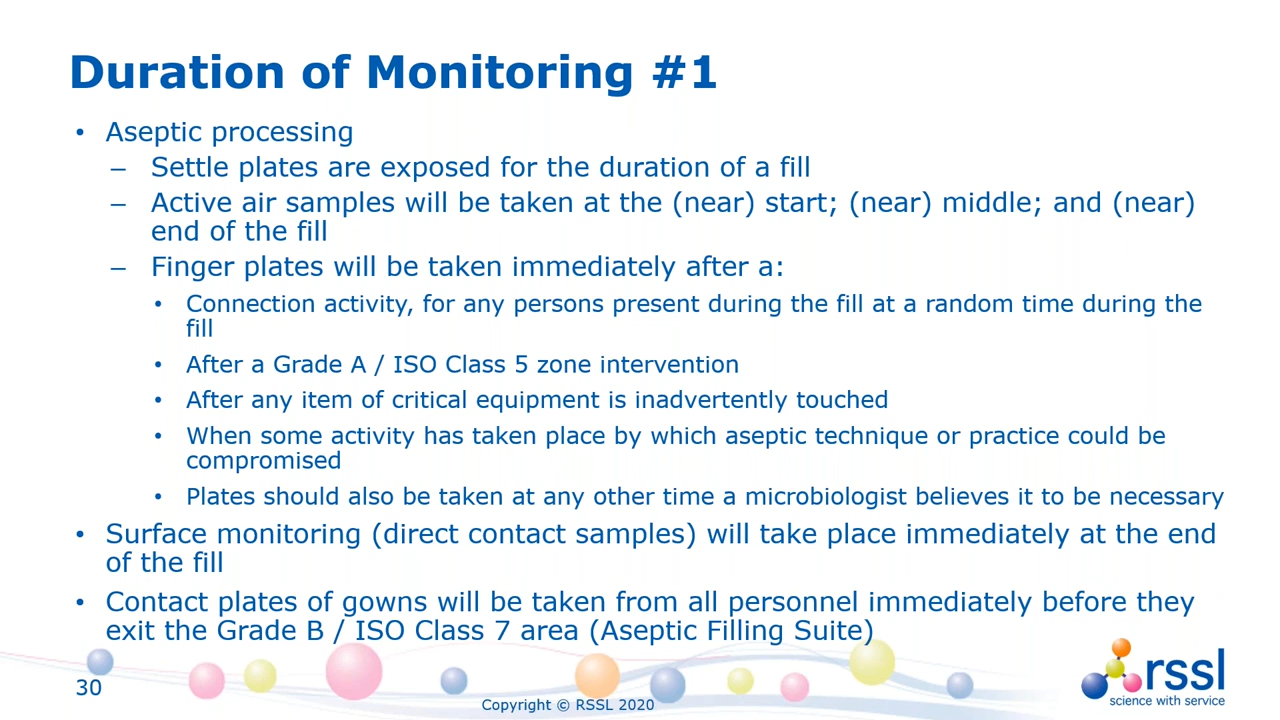 Duration of Monitoring #1
• Aseptic processing
– Settle plates are exposed for the duration of a fill
– Active air samples will be taken at the (near) start; (near) middle; and (near)
end of the fill
– Finger plates will be taken immediately after a:
• Connection activity, for any persons present during the fill at a random time during the
fill
• After a Grade A / ISO Class 5 zone intervention
• After any item of critical equipment is inadvertently touched
• When some activity has taken place by which aseptic technique or practice could be
compromised
• Plates should also be taken at any other time a microbiologist believes it to be necessary
• Surface monitoring (direct contact samples) will take place immediately at the end
of the fill
• Contact plates of gowns will be taken from all personnel immediately before they
exit the Grade B / ISO Class 7 area (Aseptic Filling Suite)
30
Copyright © RSSL 2020
rssl
science with service